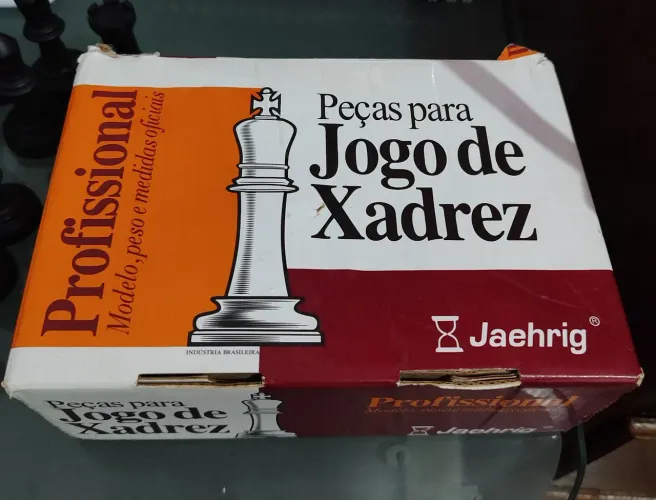 Profissional
Modelo, peso e medidas oficiais
Peças para
Jogo de
Xadrez
INDÚSTRIA BRASILEIRA
Jaehrig®
Peças para
Jogo de
Xadrez
Profissional
Jaehrig